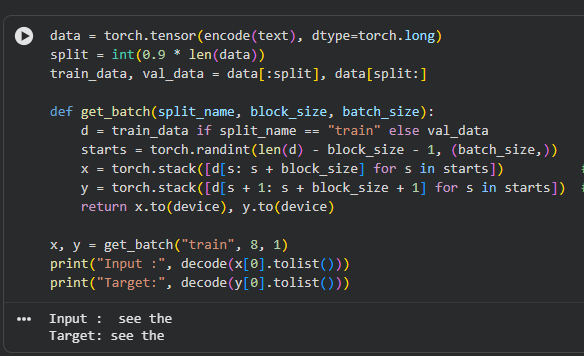 data = torch.tensor(encode(text), dtype=torch.long)
split = int(0.9 * len(data))
train_data, val_data = data[:split], data[split:]

def get_batch(split_name, block_size, batch_size):
    d = train_data if split_name == "train" else val_data
    starts = torch.randint(len(d) - block_size - 1, (batch_size,))
    x = torch.stack([d[s: s + block_size] for s in starts])         #
    y = torch.stack([d[s + 1: s + block_size + 1] for s in starts])  #
    return x.to(device), y.to(device)

x, y = get_batch("train", 8, 1)
print("Input :", decode(x[0].tolist()))
print("Target:", decode(y[0].tolist()))

Input :  see the
Target: see the